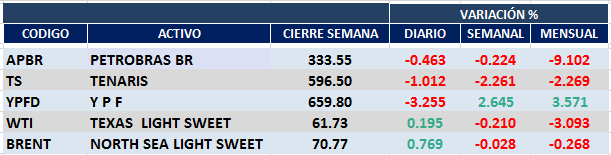 VARIACIÓN %
CODIGO ACTIVO CIERRE SEMANA DIARIO SEMANAL MENSUAL
APBR PETROBRAS BR 333.55 -0.463 -0.224 -9.102
TS TENARIS 596.50 -1.012 -2.261 -2.269
YPFD Y P F 659.80 -3.255 2.645 3.571
WTI TEXAS LIGHT SWEET 61.73 0.195 -0.210 -3.093
BRENT NORTH SEA LIGHT SWEET 70.77 0.769 -0.028 -0.268